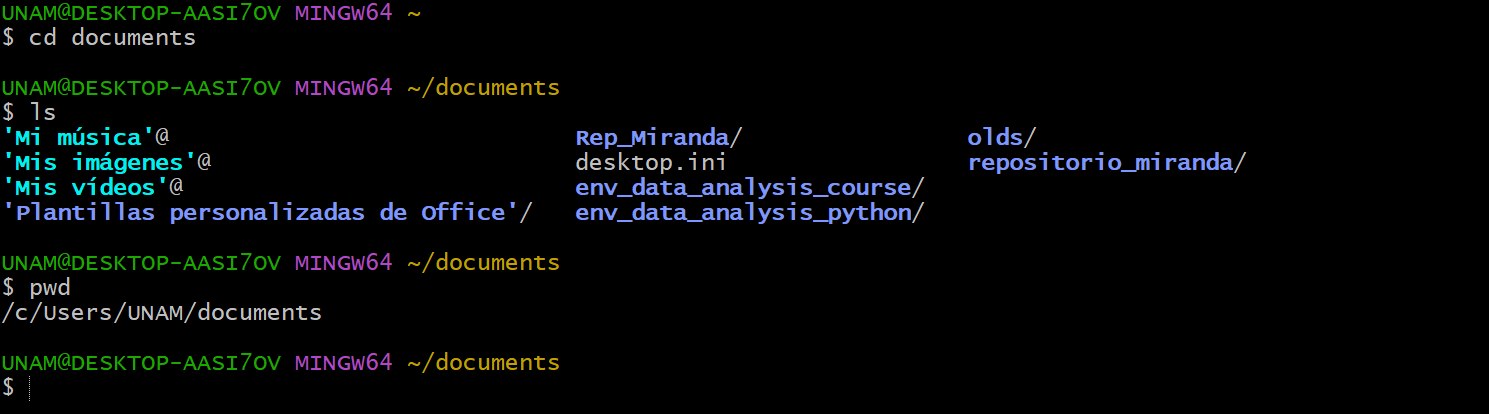 UNAM@DESKTOP-AASI7OV MINGW64 ~
$ cd documents
UNAM@DESKTOP-AASI7OV MINGW64 ~/documents
$ ls
'Mi música'@ Rep_Miranda/ olds/
'Mis imágenes'@ desktop.ini repositorio_miranda/
'Mis vídeos'@ env_data_analysis_course/
'Plantillas personalizadas de Office'/ env_data_analysis_python/
UNAM@DESKTOP-AASI7OV MINGW64 ~/documents
$ pwd
/c/Users/UNAM/documents
UNAM@DESKTOP-AASI7OV MINGW64 ~/documents
$